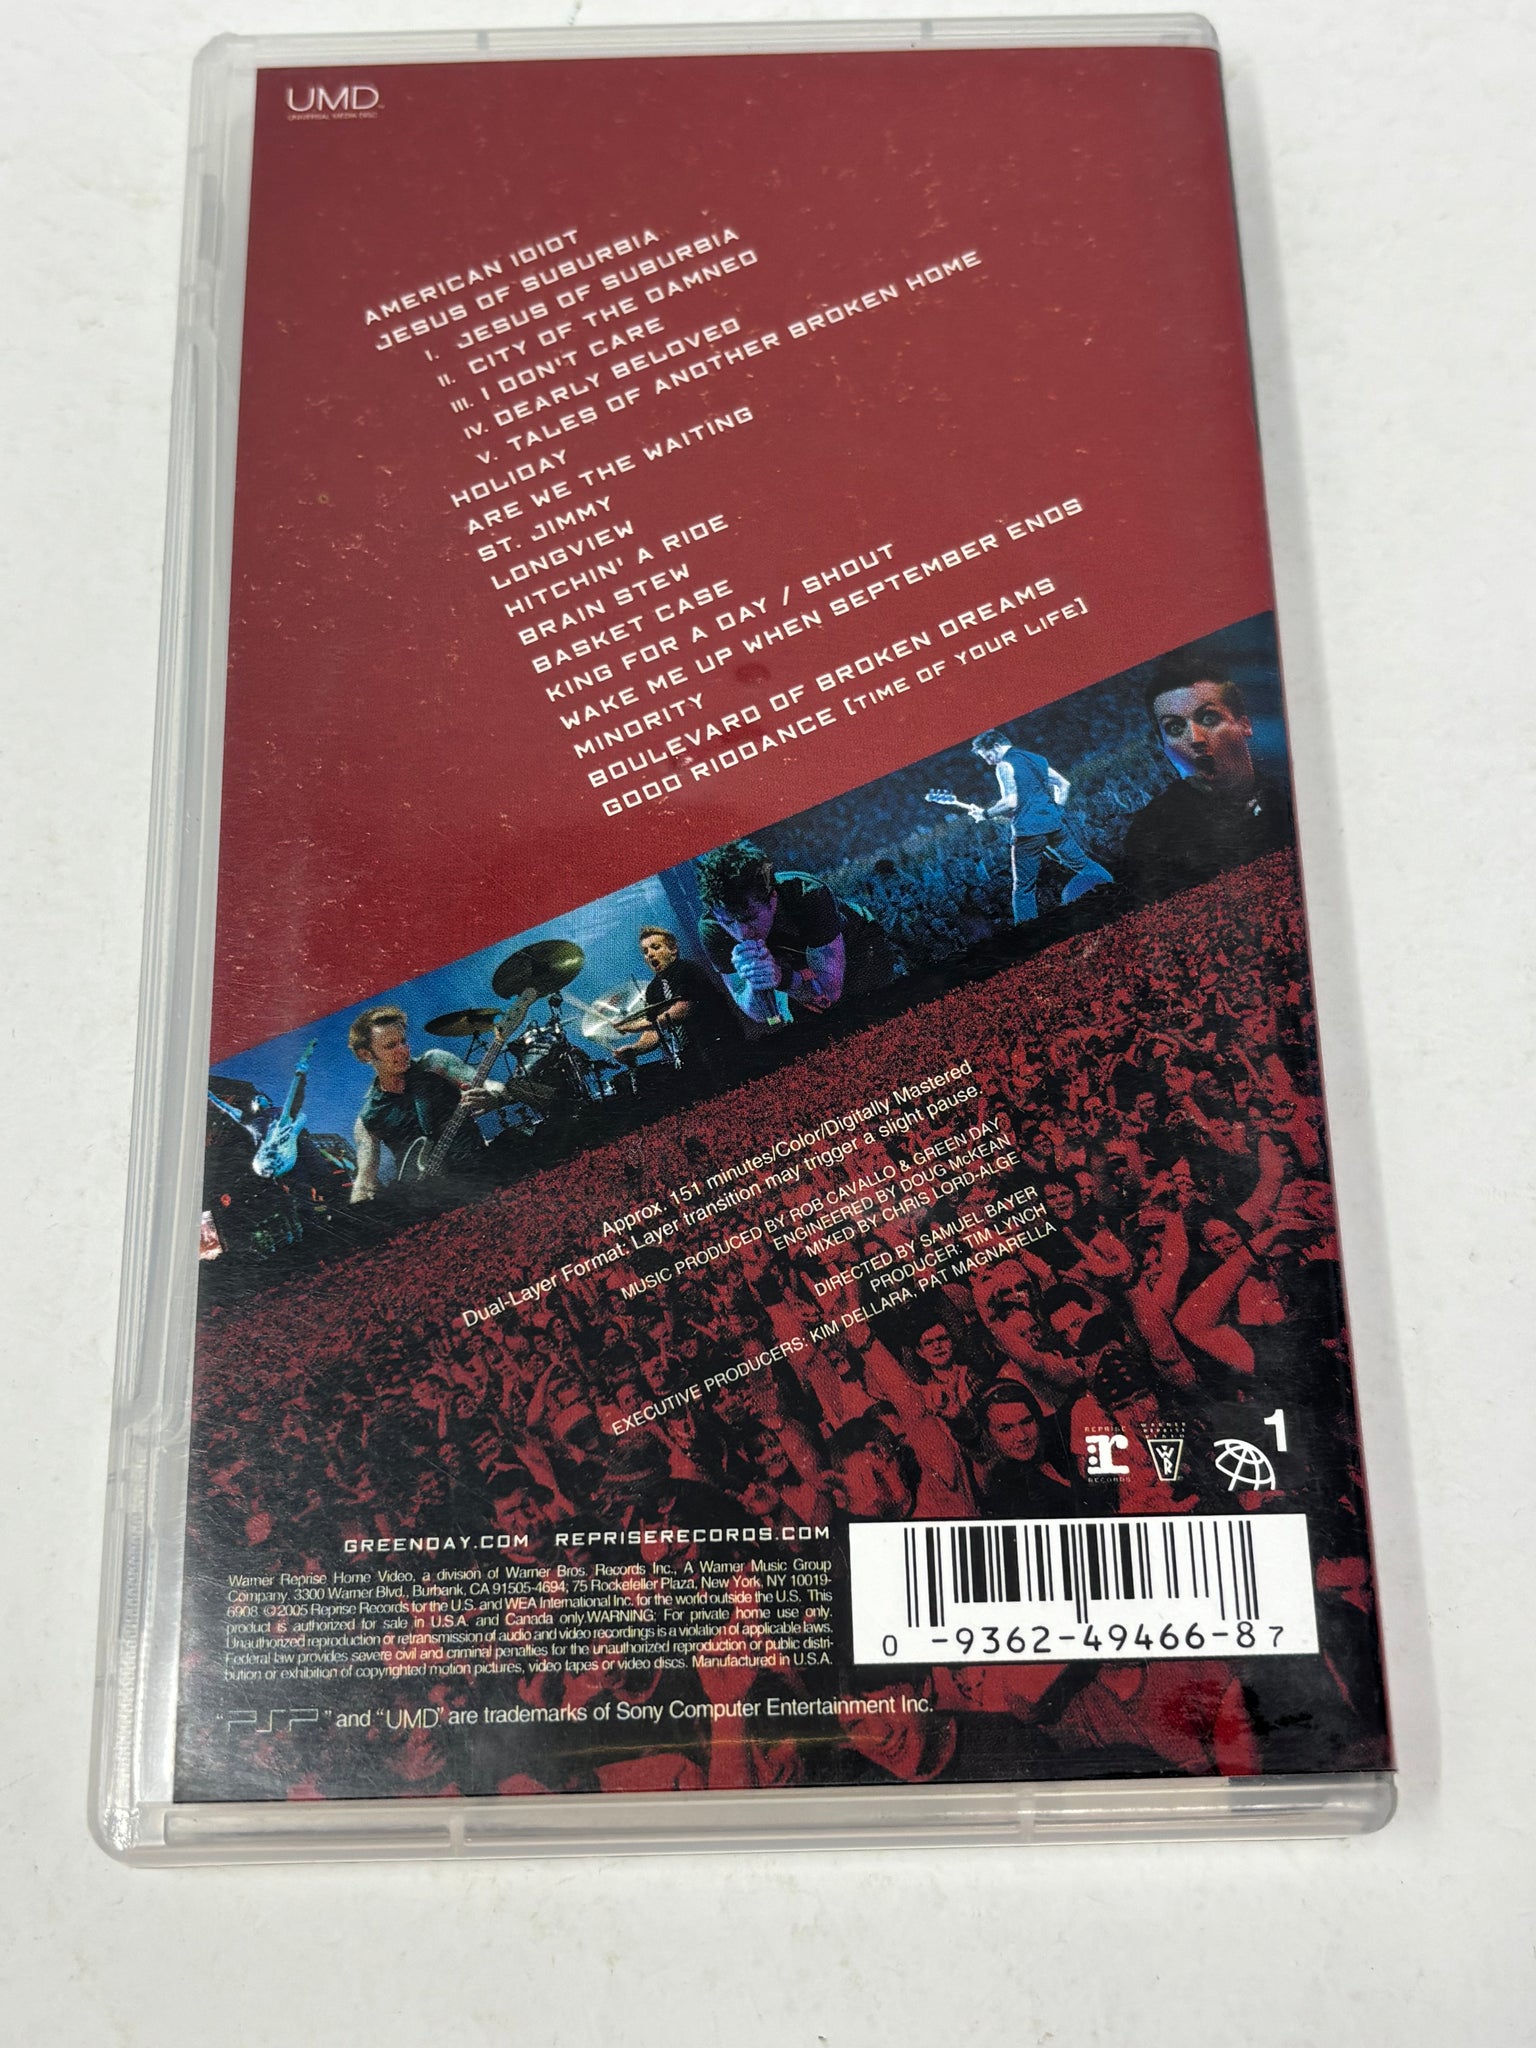 UMD
UNIVERSAL MEDIA DISC
AMERICAN IDIOT
JESUS OF SUBURBIA
I. JESUS OF SUBURBIA
II. CITY OF THE DAMNED
III. I DON'T CARE
IV. DEARLY BELOVED
V. TALES OF ANOTHER BROKEN HOME
HOLIDAY
ARE WE THE WAITING
ST. JIMMY
LONGVIEW
HITCHIN' A RIDE
BRAIN STEW
BASKET CASE
KING FOR A DAY / SHOUT
WAKE ME UP WHEN SEPTEMBER ENDS
MINORITY
BOULEVARD OF BROKEN DREAMS
GOOD RIDDANCE [TIME OF YOUR LIFE]
Approx. 151 minutes/Color/Digitally Mastered
Dual-Layer Format: Layer transition may trigger a slight pause.
MUSIC PRODUCED BY ROB CAVALLO & GREEN DAY
ENGINEERED BY DOUG McKEAN
MIXED BY CHRIS LORD-ALGE
DIRECTED BY SAMUEL BAYER
PRODUCER: TIM LYNCH
EXECUTIVE PRODUCERS: KIM DELLARA, PAT MAGNARELLA
REPRISE
r
RECORDS
WARNER
REPRISE
VIDEO
WR
1
GREENDAY.COM REPRISERECORDS.COM
Warner Reprise Home Video, a division of Warner Bros. Records Inc., A Warner Music Group
Company. 3300 Warner Blvd., Burbank, CA 91505-4694; 75 Rockefeller Plaza, New York, NY 10019-
6908 ©2005 Reprise Records for the U.S. and WEA International Inc. for the world outside the U.S. This
product is authorized for sale in U.S.A. and Canada only.WARNING: For private home use only.
Unauthorized reproduction or retransmission of audio and video recordings is a violation of applicable laws.
Federal law provides severe civil and criminal penalties for the unauthorized reproduction or public distri-
bution or exhibition of copyrighted motion pictures, video tapes or video discs. Manufactured in U.S.A.
0 -9362-49466-8 7
"PSP" and "UMD" are trademarks of Sony Computer Entertainment Inc.